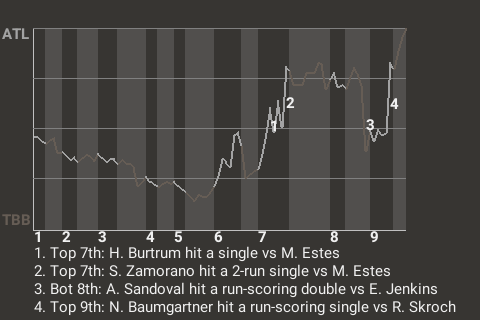 ATL
2
1
3
4
TBB
1 2 3 4 5 6 7 8 9
1. Top 7th: H. Burtrum hit a single vs M. Estes
2. Top 7th: S. Zamorano hit a 2-run single vs M. Estes
3. Bot 8th: A. Sandoval hit a run-scoring double vs E. Jenkins
4. Top 9th: N. Baumgartner hit a run-scoring single vs R. Skroch